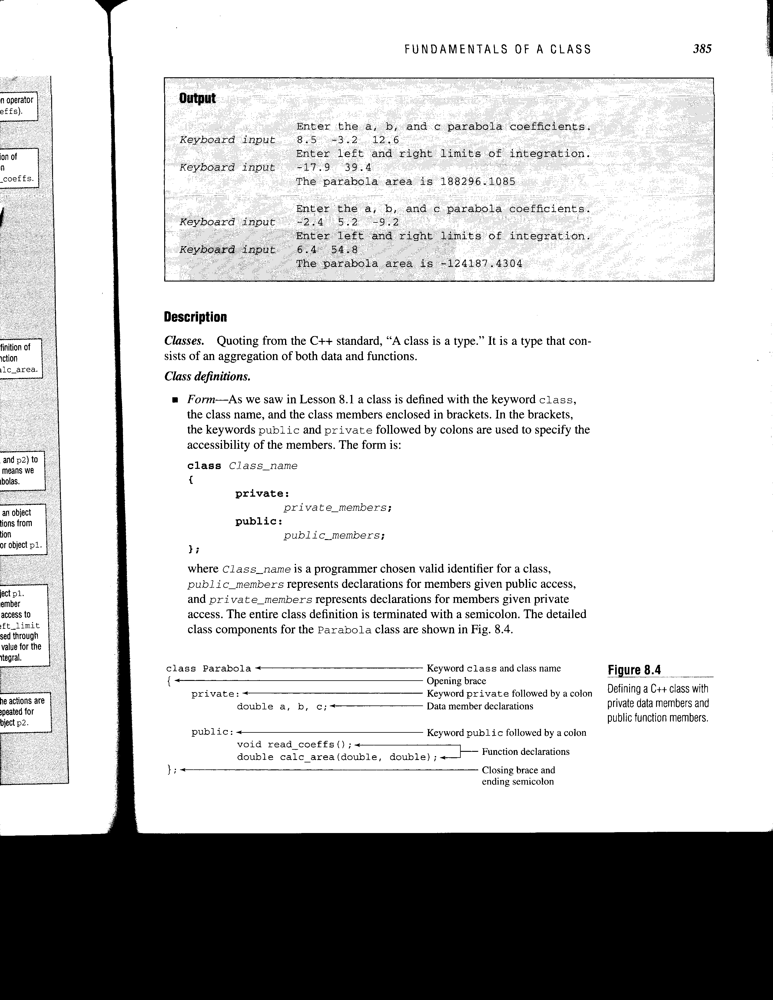 n operator
effs).
ion of
n
_coeffs.
finition of
nction
alc_area.
and p2) to
means we
abolas.
an object
tions from
tion
or object p1.
ject p1.
ember
access to
eft_limit
sed through
value for the
ntegral.
he actions are
epeated for
bject p2.
FUNDAMENTALS OF A CLASS 385
Output
Enter the a, b, and c parabola coefficients.
Keyboard input 8.5 -3.2 12.6
Enter left and right limits of integration.
Keyboard input -17.9 39.4
The parabola area is 188296.1085
Enter the a, b, and c parabola coefficients.
Keyboard input -2.4 5.2 -9.2
Enter left and right limits of integration.
Keyboard input 6.4 54.8
The parabola area is -124187.4304
Description
Classes. Quoting from the C++ standard, “A class is a type.” It is a type that con-
sists of an aggregation of both data and functions.
Class definitions.
■ Form—As we saw in Lesson 8.1 a class is defined with the keyword class,
the class name, and the class members enclosed in brackets. In the brackets,
the keywords public and private followed by colons are used to specify the
accessibility of the members. The form is:
class Class_name
{
private:
private_members;
public:
public_members;
};
where Class_name is a programmer chosen valid identifier for a class,
public_members represents declarations for members given public access,
and private_members represents declarations for members given private
access. The entire class definition is terminated with a semicolon. The detailed
class components for the Parabola class are shown in Fig. 8.4.
class Parabola Keyword class and class name
{ Opening brace
private: Keyword private followed by a colon
double a, b, c; Data member declarations
public: Keyword public followed by a colon
void read_coeffs();
double calc_area(double, double); Function declarations
}; Closing brace and
ending semicolon
Figure 8.4
Defining a C++ class with
private data members and
public function members.